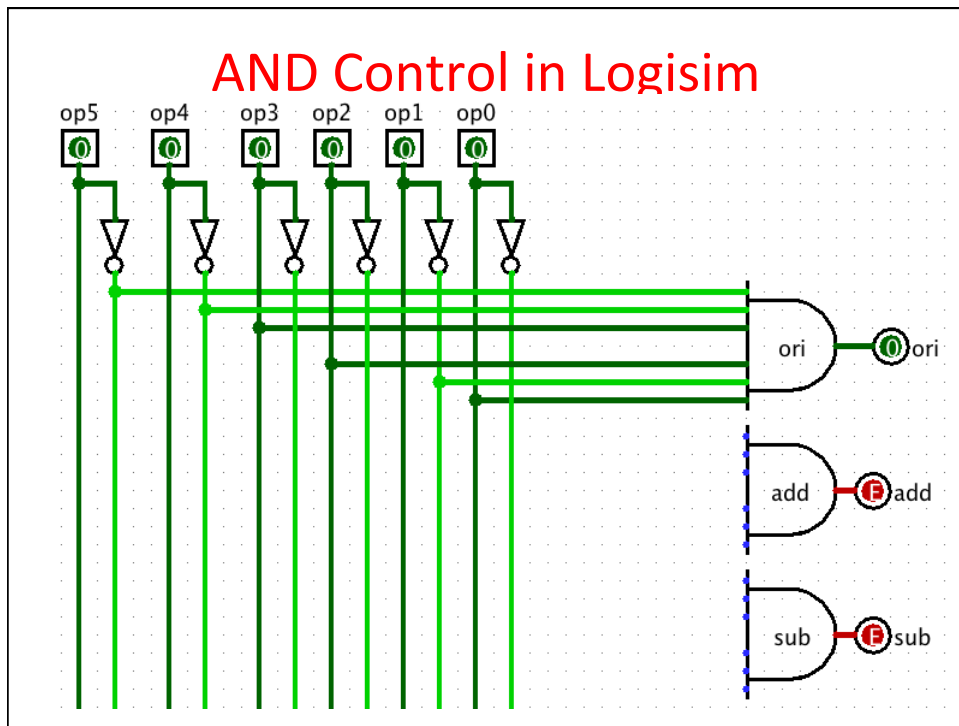 AND Control in Logisim
op5 op4 op3 op2 op1 op0
0 0 0 0 0 0
ori 0 ori
add E add
sub E sub